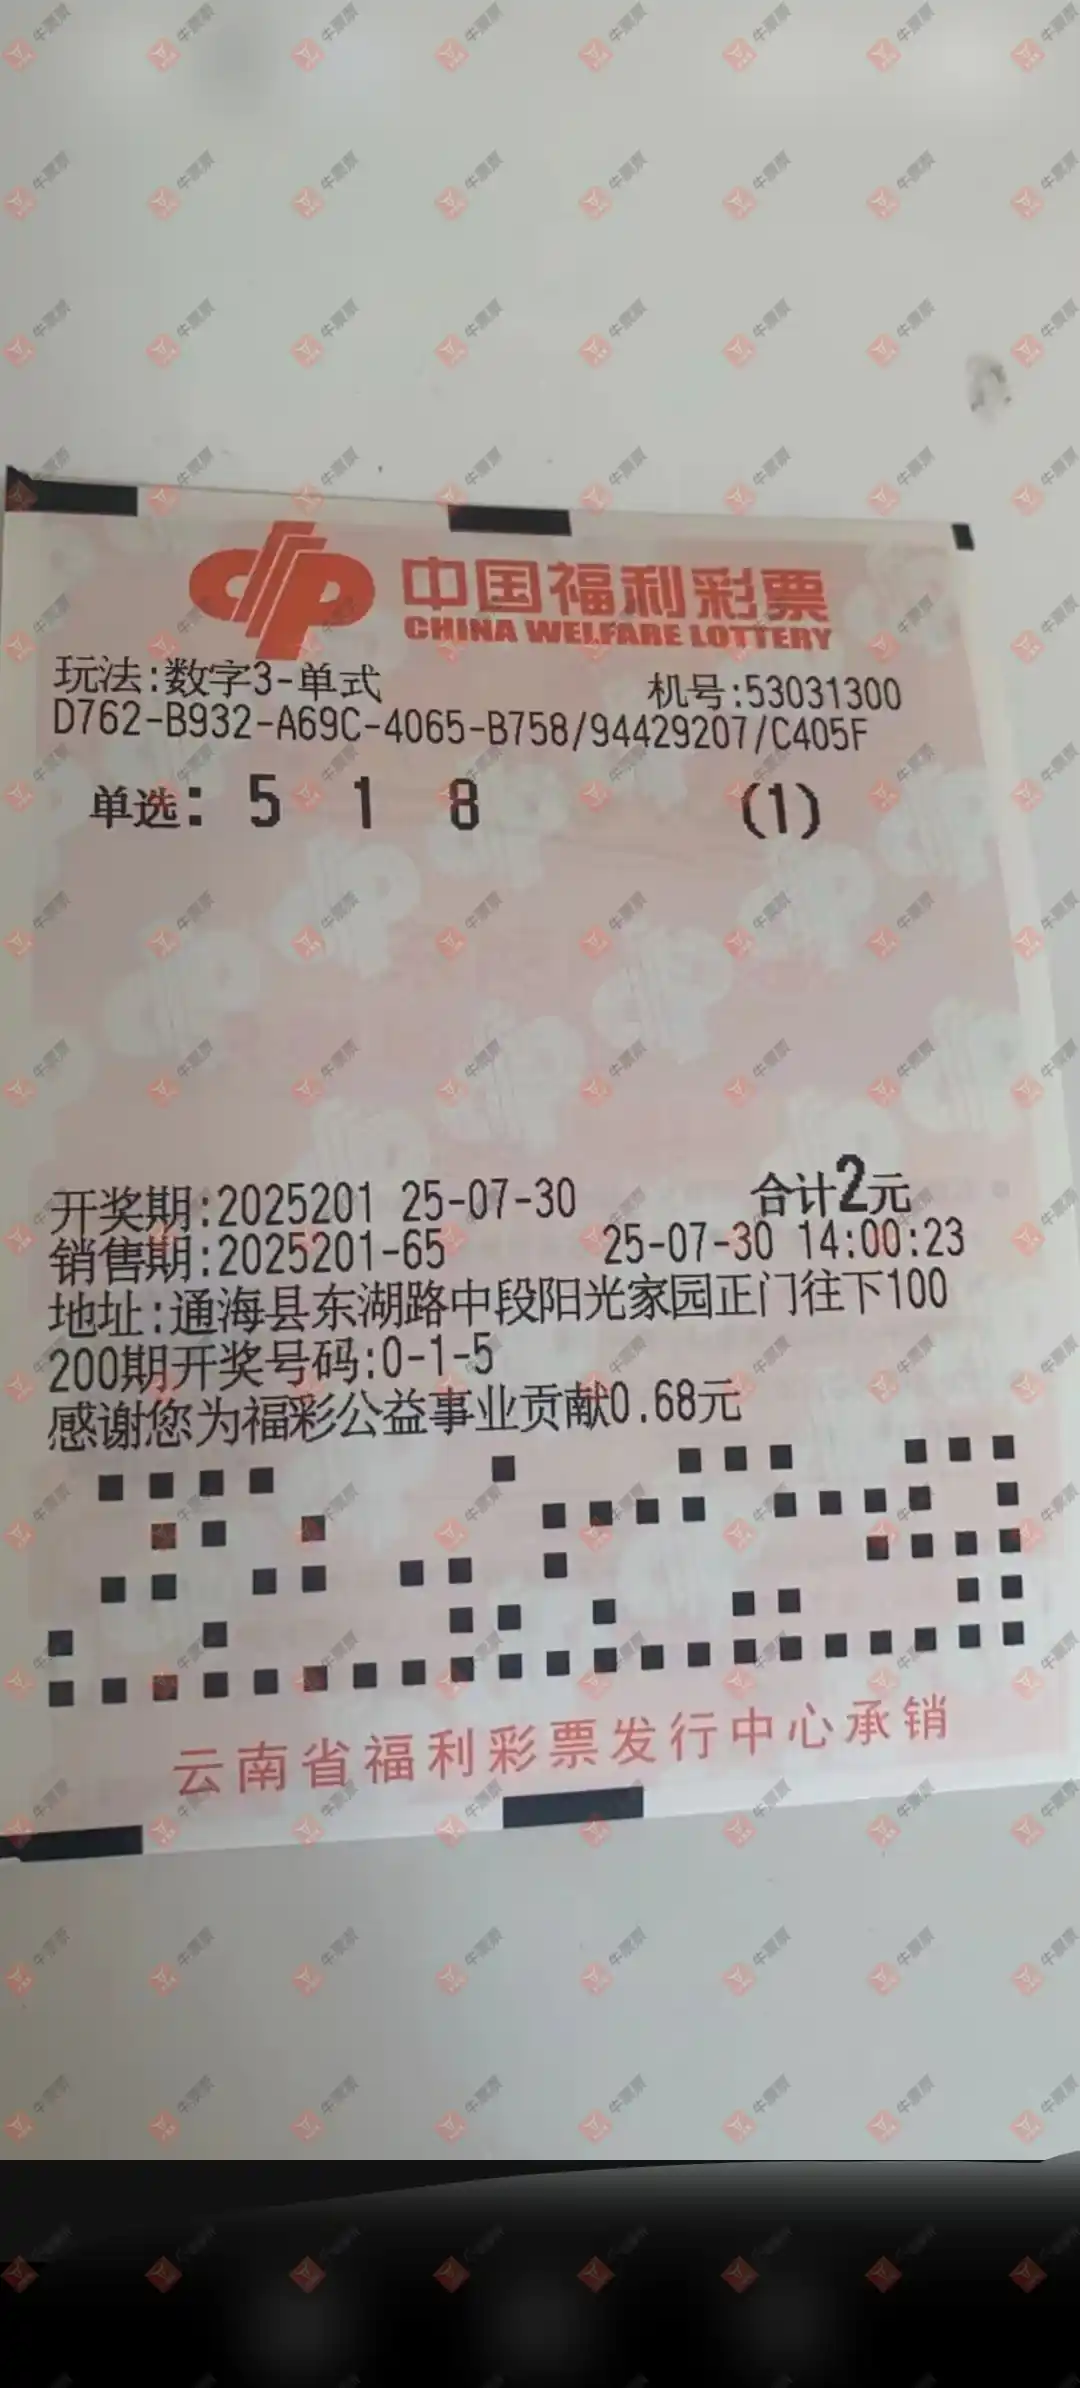 中国福利彩票
CHINA WELFARE LOTTERY
玩法:数字3-单式 机号:53031300
D762-B932-A69C-4065-B758/94429207/C405F
单选: 5 1 8 (1)
开奖期:2025201 25-07-30 合计2元
销售期:2025201-65 25-07-30 14:00:23
地址:通海县东湖路中段阳光家园正门往下100
200期开奖号码:0-1-5
感谢您为福彩公益事业贡献0.68元
云南省福利彩票发行中心承销
牛票票